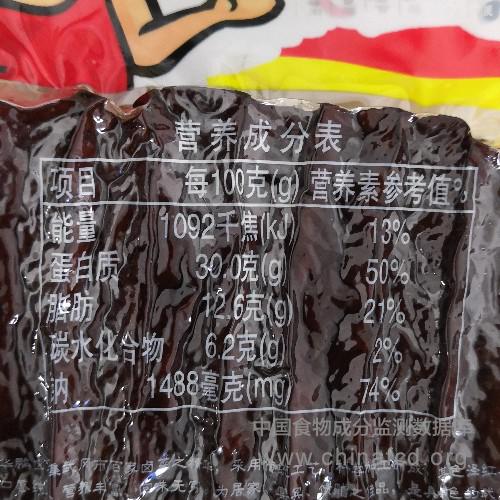 营养成分表
项目 每100克(g) 营养素参考值%
能量 1092千焦(kJ) 13%
蛋白质 30.0克(g) 50%
脂肪 12.6克(g) 21%
碳水化合物 6.2克(g) 2%
钠 1488毫克(mg) 74%
中国食物成分监测数据库
www.chinafcd.org